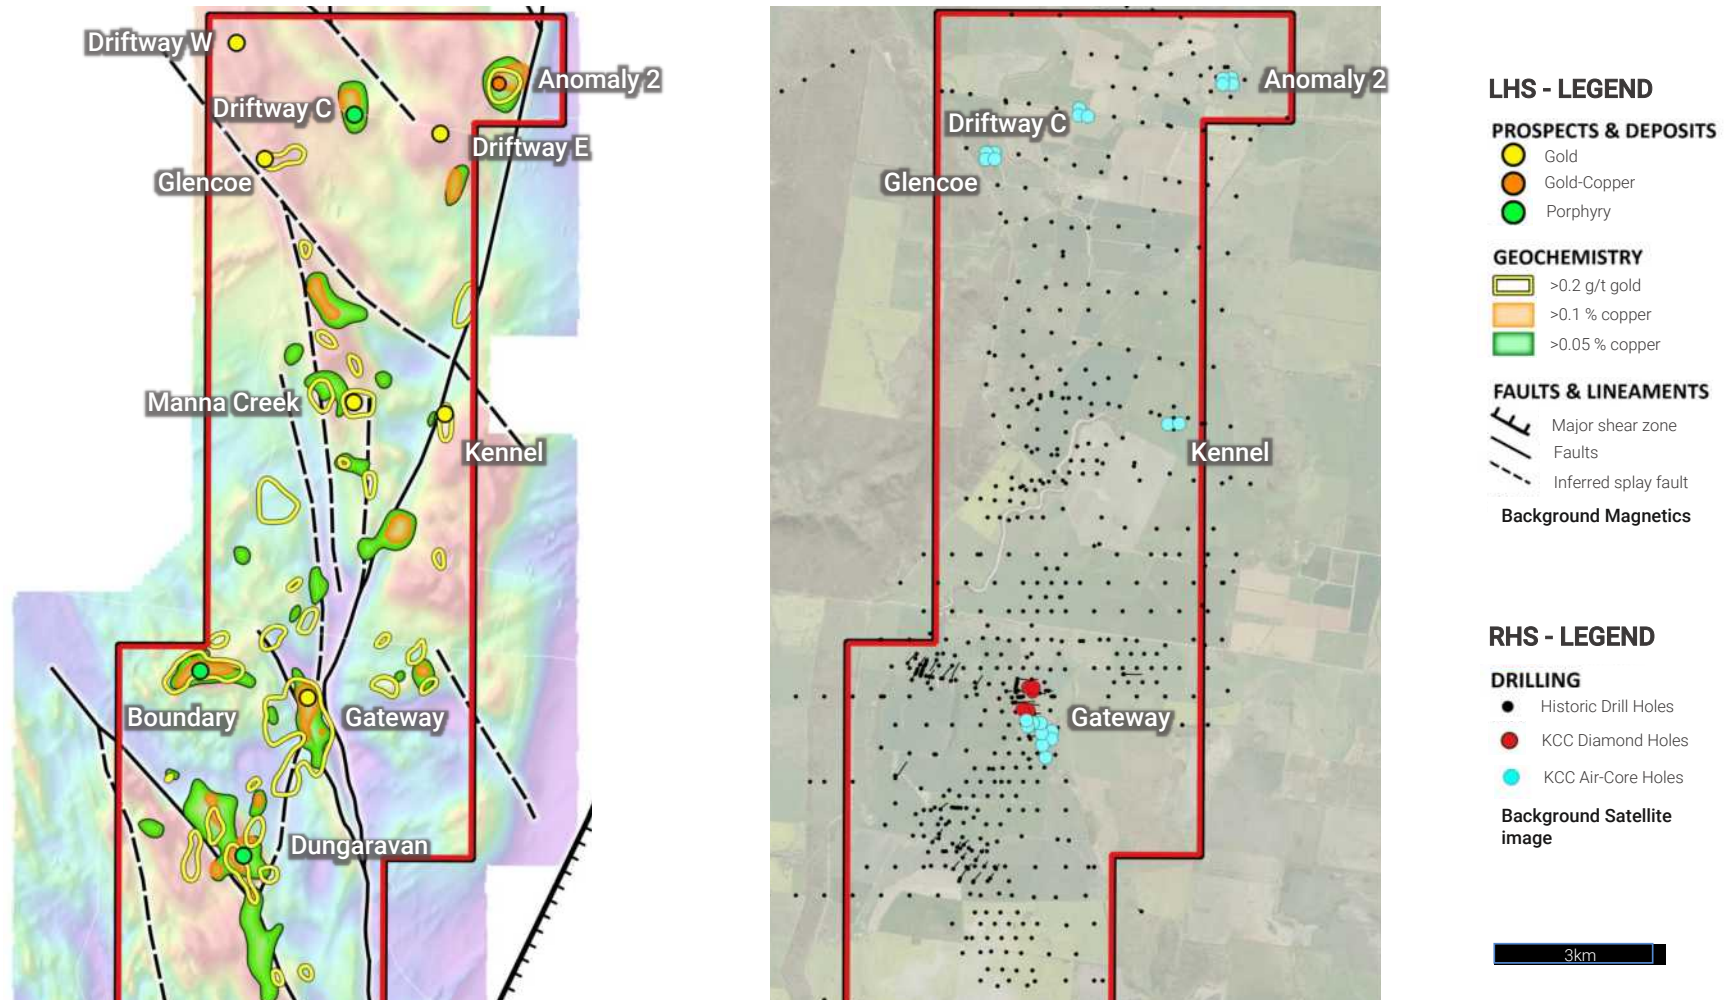 Driftway W
Anomaly 2
Driftway C
Driftway E
Glencoe
Manna Creek
Kennel
Boundary
Gateway
Dungaravan
Anomaly 2
Driftway C
Glencoe
Kennel
Gateway
LHS - LEGEND
PROSPECTS & DEPOSITS
Gold
Gold-Copper
Porphyry
GEOCHEMISTRY
>0.2 g/t gold
>0.1 % copper
>0.05 % copper
FAULTS & LINEAMENTS
Major shear zone
Faults
Inferred splay fault
Background Magnetics
RHS - LEGEND
DRILLING
Historic Drill Holes
KCC Diamond Holes
KCC Air-Core Holes
Background Satellite
image
3km